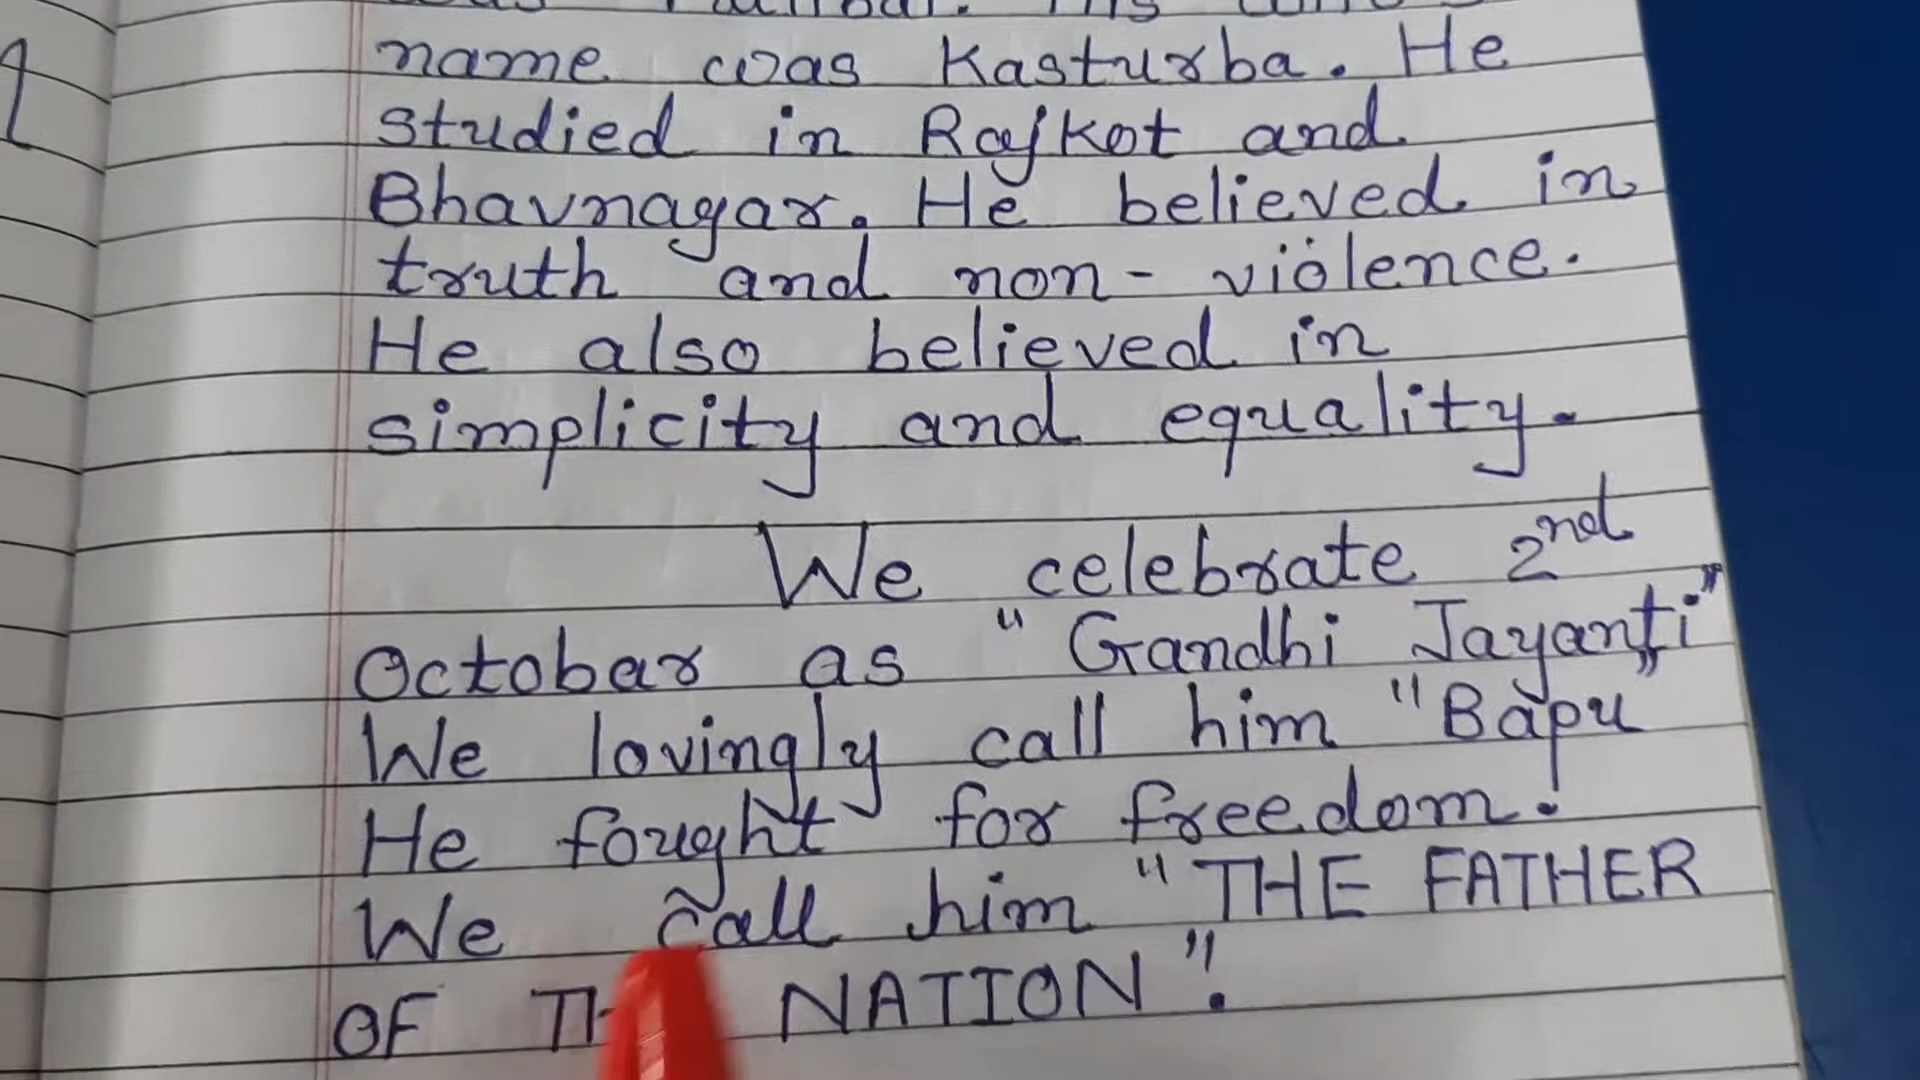 name was Kasturba. He
studied in Rajkot and
Bhavnagar. He believed in
truth and non-violence.
He also believed in
simplicity and equality.
We celebrate 2nd
October as "Gandhi Jayanti"
We lovingly call him "Bapu"
He fought for freedom.
We call him "THE FATHER
OF NATION".